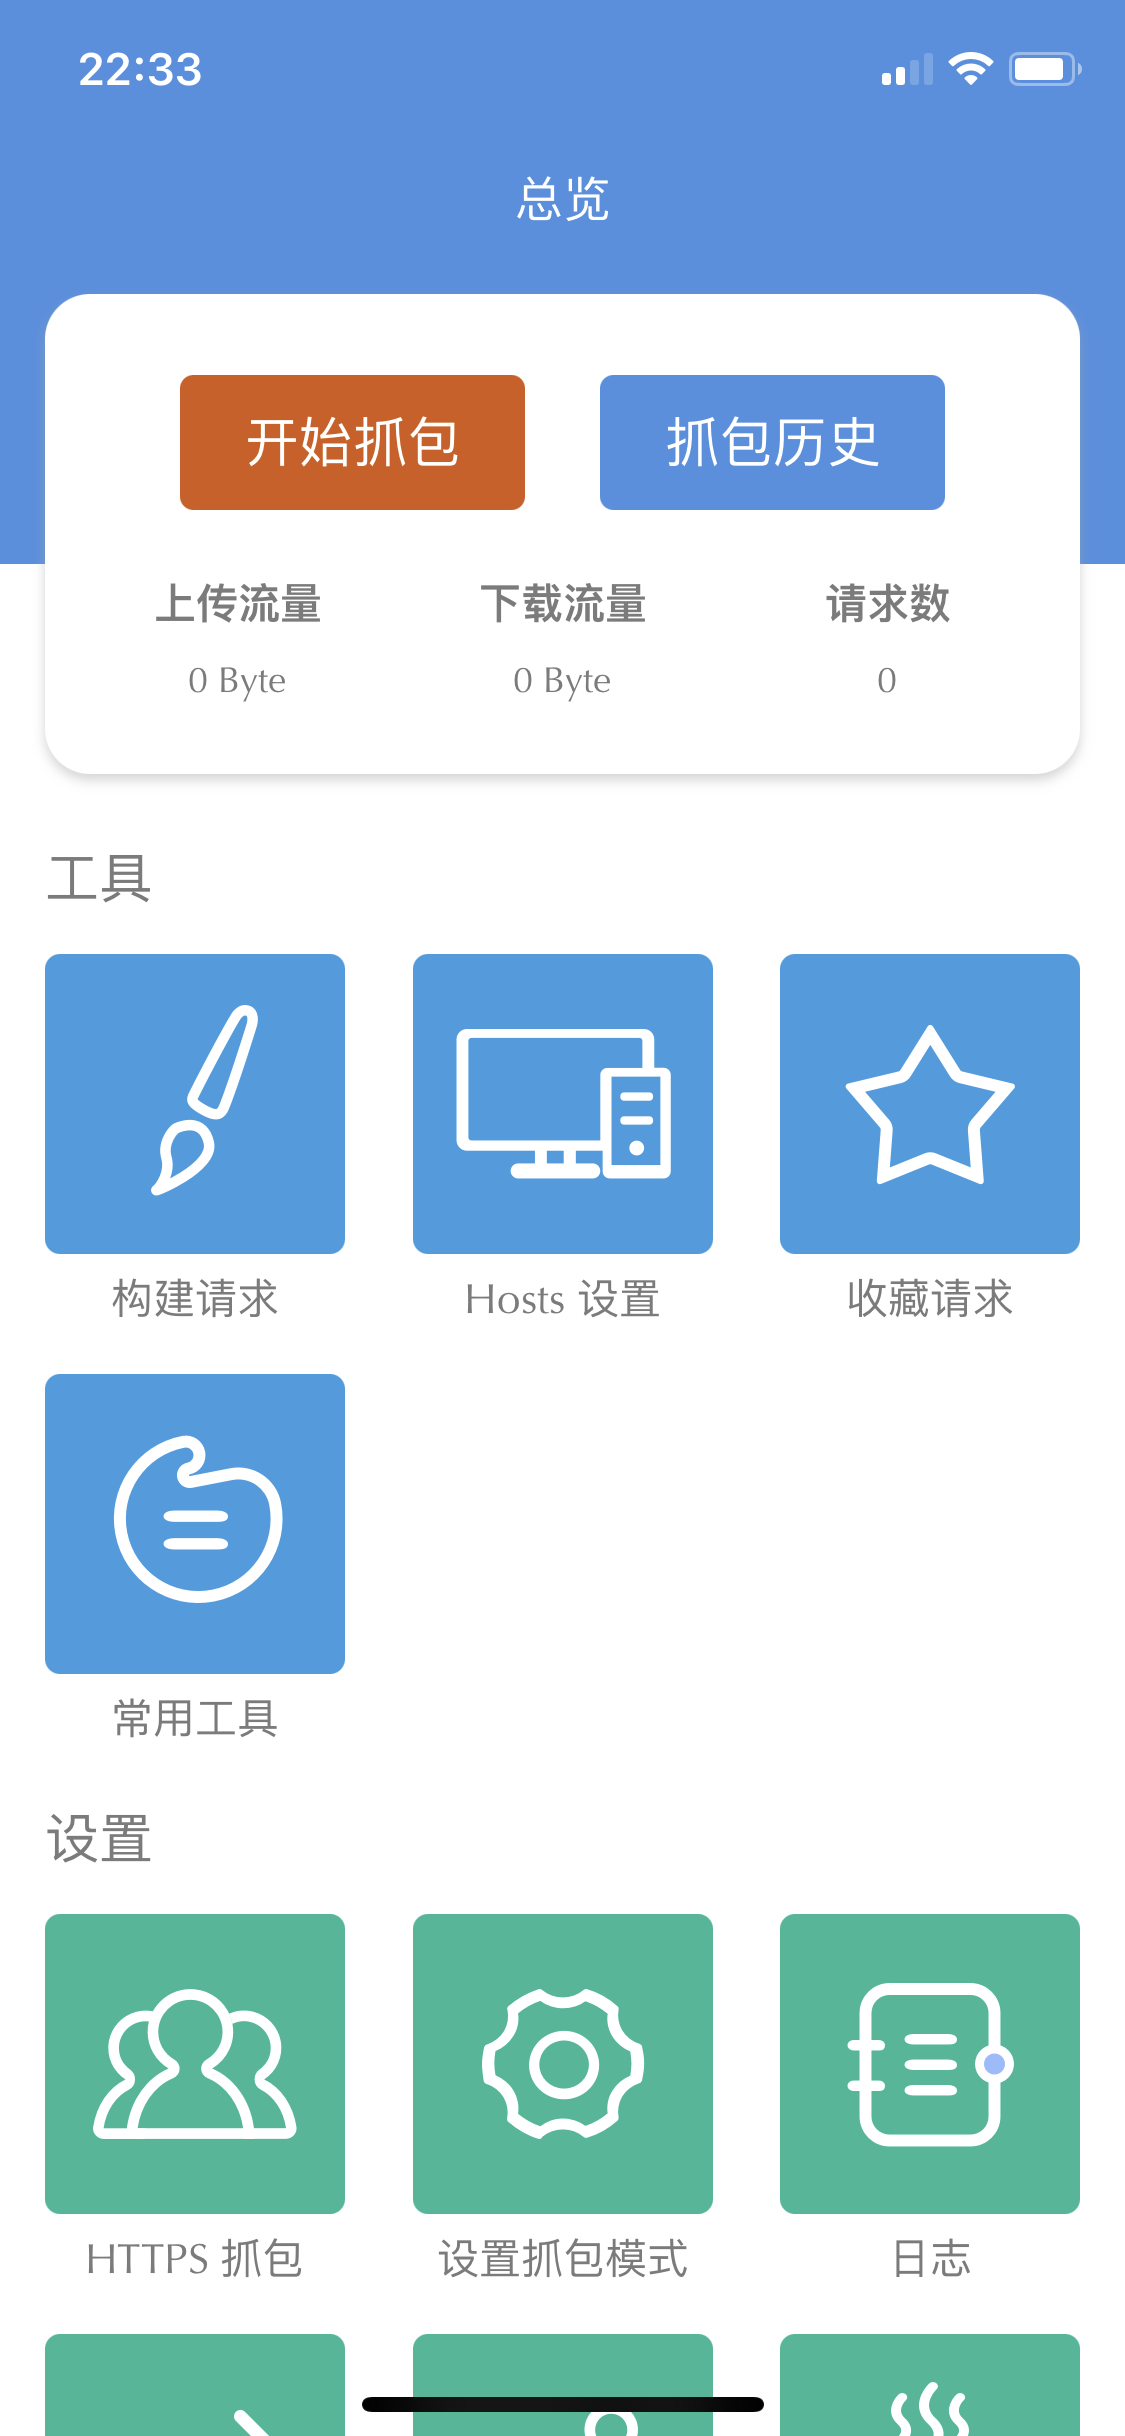 22:33
总览
开始抓包 抓包历史
上传流量 下载流量 请求数
0 Byte 0 Byte 0
工具
构建请求 Hosts 设置 收藏请求
常用工具
设置
HTTPS 抓包 设置抓包模式 日志